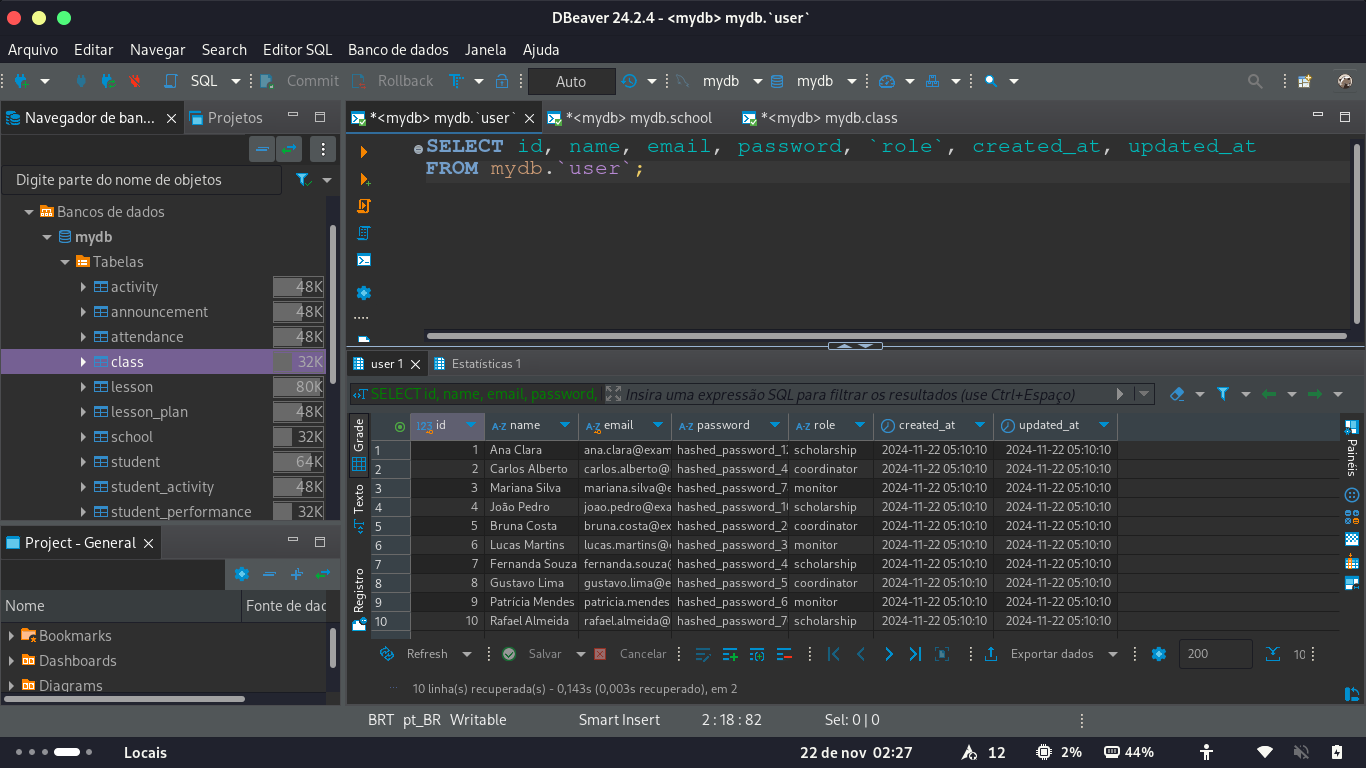 DBeaver 24.2.4 - <mydb> mydb.`user`
Arquivo Editar Navegar Search Editor SQL Banco de dados Janela Ajuda
SQL Commit Rollback Auto mydb mydb
Navegador de ban... Projetos
*<mydb> mydb.`user` *<mydb> mydb.school *<mydb> mydb.class
Digite parte do nome de objetos
Bancos de dados
mydb
Tabelas
activity 48K
announcement 48K
attendance 48K
class 32K
lesson 80K
lesson_plan 48K
school 32K
student 64K
student_activity 48K
student_performance 32K
SELECT id, name, email, password, `role`, created_at, updated_at
FROM mydb.`user`;
user 1 Estatísticas 1
SELECT id, name, email, password, Insira uma expressão SQL para filtrar os resultados (use Ctrl+Espaço)
Grade
Texto
Registro
Painéis
123 id A-Z name A-Z email A-Z password A-Z role created_at updated_at
1 1 Ana Clara ana.clara@exam hashed_password_12 scholarship 2024-11-22 05:10:10 2024-11-22 05:10:10
2 2 Carlos Alberto carlos.alberto@ hashed_password_4 coordinator 2024-11-22 05:10:10 2024-11-22 05:10:10
3 3 Mariana Silva mariana.silva@e hashed_password_7 monitor 2024-11-22 05:10:10 2024-11-22 05:10:10
4 4 João Pedro joao.pedro@exa hashed_password_10 scholarship 2024-11-22 05:10:10 2024-11-22 05:10:10
5 5 Bruna Costa bruna.costa@ex hashed_password_2 coordinator 2024-11-22 05:10:10 2024-11-22 05:10:10
6 6 Lucas Martins lucas.martins@ hashed_password_3 monitor 2024-11-22 05:10:10 2024-11-22 05:10:10
7 7 Fernanda Souza fernanda.souza@ hashed_password_4 scholarship 2024-11-22 05:10:10 2024-11-22 05:10:10
8 8 Gustavo Lima gustavo.lima@e hashed_password_5 coordinator 2024-11-22 05:10:10 2024-11-22 05:10:10
9 9 Patrícia Mendes patricia.mendes hashed_password_6 monitor 2024-11-22 05:10:10 2024-11-22 05:10:10
10 10 Rafael Almeida rafael.almeida@ hashed_password_7 scholarship 2024-11-22 05:10:10 2024-11-22 05:10:10
Refresh Salvar Cancelar Exportar dados 200 10
10 linha(s) recuperada(s) - 0,143s (0,003s recuperado), em 2
Project - General
Nome Fonte de dac
Bookmarks
Dashboards
Diagrams
BRT pt_BR Writable Smart Insert 2 : 18 : 82 Sel: 0 | 0
Locais 22 de nov 02:27 12 2% 44%